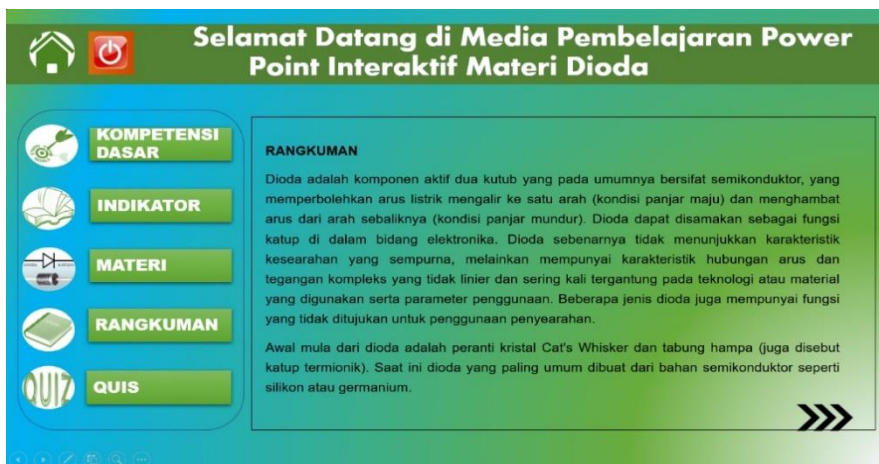 Selamat Datang di Media Pembelajaran Power
Point Interaktif Materi Dioda
KOMPETENSI
DASAR
INDIKATOR
MATERI
RANGKUMAN
QUIZ
QUIS
RANGKUMAN
Dioda adalah komponen aktif dua kutub yang pada umumnya bersifat semikonduktor, yang
memperbolehkan arus listrik mengalir ke satu arah (kondisi panjar maju) dan menghambat
arus dari arah sebaliknya (kondisi panjar mundur). Dioda dapat disamakan sebagai fungsi
katup di dalam bidang elektronika. Dioda sebenarnya tidak menunjukkan karakteristik
kesearahan yang sempurna, melainkan mempunyai karakteristik hubungan arus dan
tegangan kompleks yang tidak linier dan sering kali tergantung pada teknologi atau material
yang digunakan serta parameter penggunaan. Beberapa jenis dioda juga mempunyai fungsi
yang tidak ditujukan untuk penggunaan penyearahan.
Awal mula dari dioda adalah peranti kristal Cat's Whisker dan tabung hampa (juga disebut
katup termionik). Saat ini dioda yang paling umum dibuat dari bahan semikonduktor seperti
silikon atau germanium.